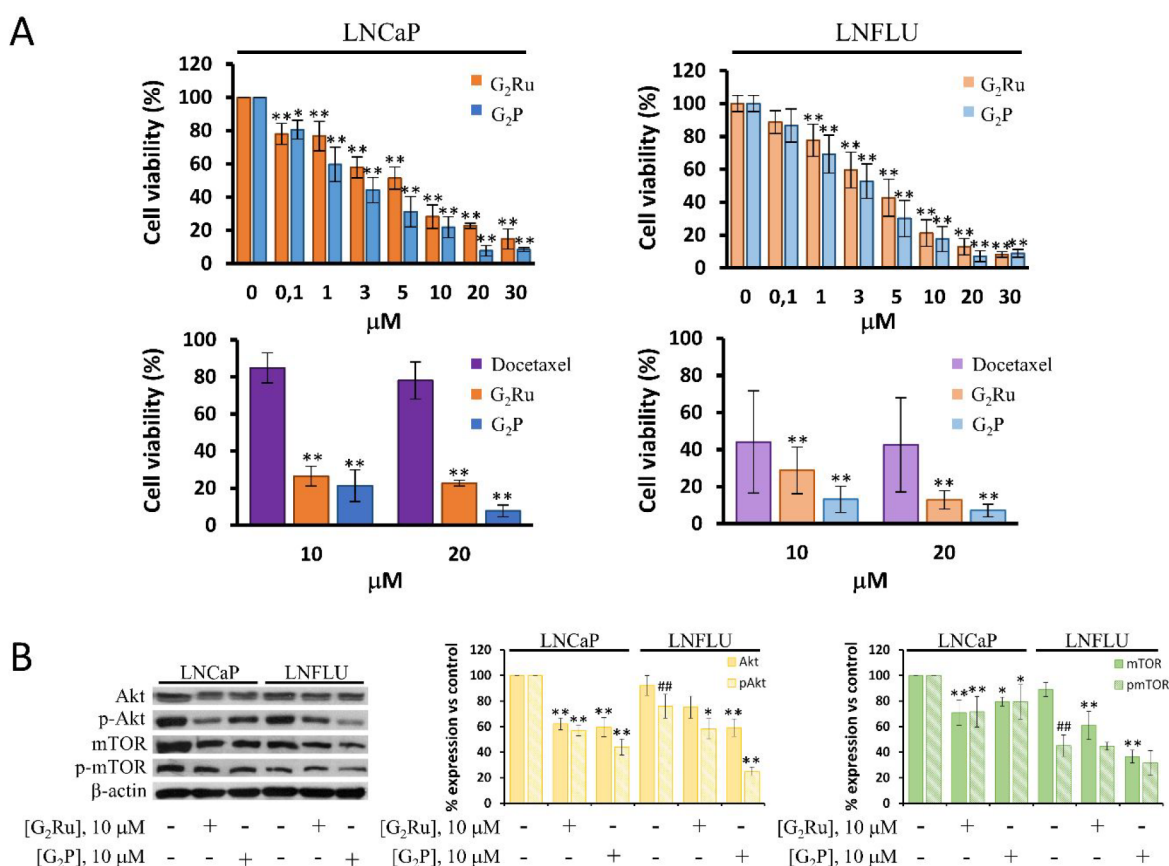 A
LNCaP
LNFLU
Cell viability (%)
120
100
80
60
40
20
0
G₂Ru
G₂P
** * ** ** ** ** ** ** ** ** ** ** ** **
0 0,1 1 3 5 10 20 30
μM
Cell viability (%)
120
100
80
60
40
20
0
G₂Ru
G₂P
** ** ** ** ** ** ** ** ** ** ** **
0 0,1 1 3 5 10 20 30
μM
Cell viability (%)
100
80
60
40
20
0
Docetaxel
G₂Ru
G₂P
** ** ** **
10 20
μM
Cell viability (%)
100
80
60
40
20
0
Docetaxel
G₂Ru
G₂P
** ** ** **
10 20
μM
B
LNCaP LNFLU
Akt
p-Akt
mTOR
p-mTOR
β-actin
[G₂Ru], 10 μM - + - - + -
[G₂P], 10 μM - - + - - +
LNCaP LNFLU
% expression vs control
100
80
60
40
20
0
Akt
pAkt
** ** ** ** ## * ** **
[G₂Ru], 10 μM - + - - + -
[G₂P], 10 μM - - + - - +
LNCaP LNFLU
% expression vs control
100
80
60
40
20
0
mTOR
pmTOR
** ** * * ## ** **
[G₂Ru], 10 μM - + - - + -
[G₂P], 10 μM - - + - - +